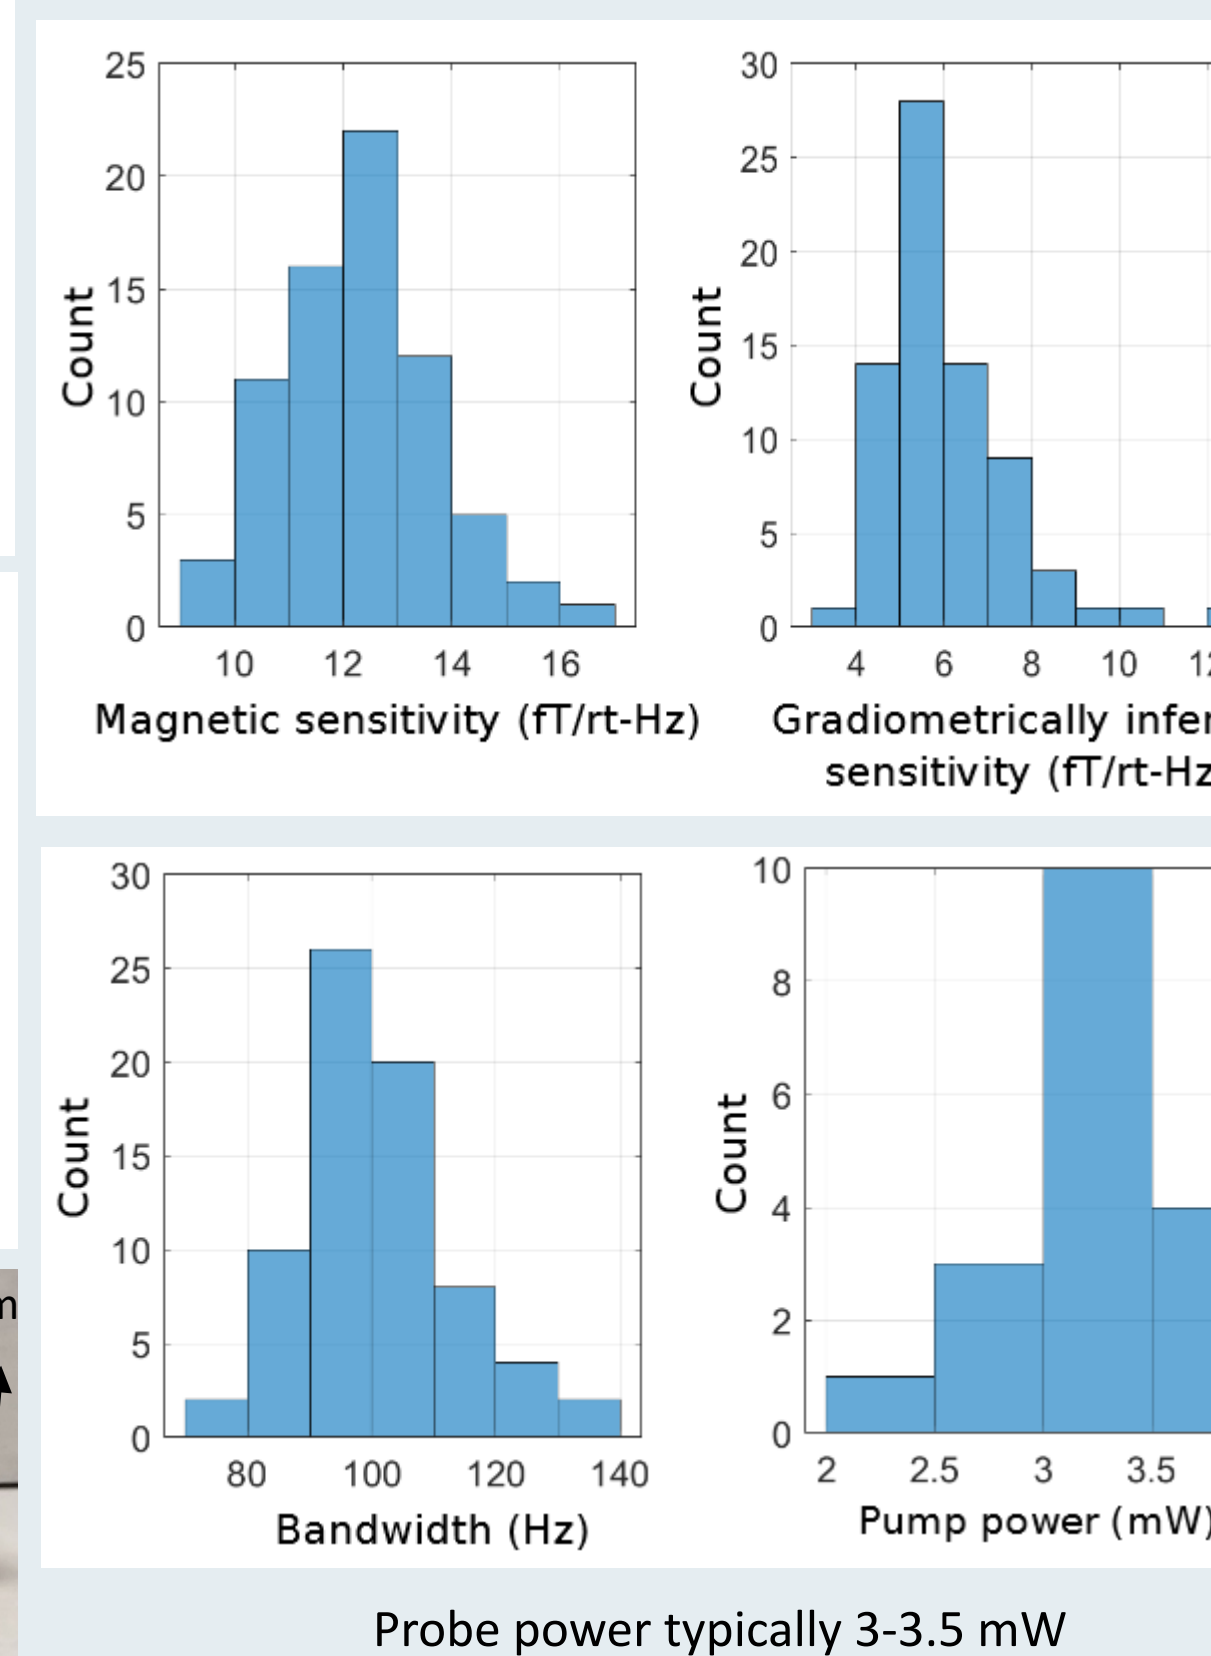 25
20
15
10
5
0
Count
10 12 14 16
Magnetic sensitivity (fT/rt-Hz)
30
25
20
15
10
5
0
Count
4 6 8 10
Gradiometrically
sensitivity (fT/rt-Hz
30
25
20
15
10
5
0
Count
80 100 120 140
Bandwidth (Hz)
10
8
6
4
2
0
Count
2 2.5 3 3.5
Pump power (mW)
Probe power typically 3-3.5 mW